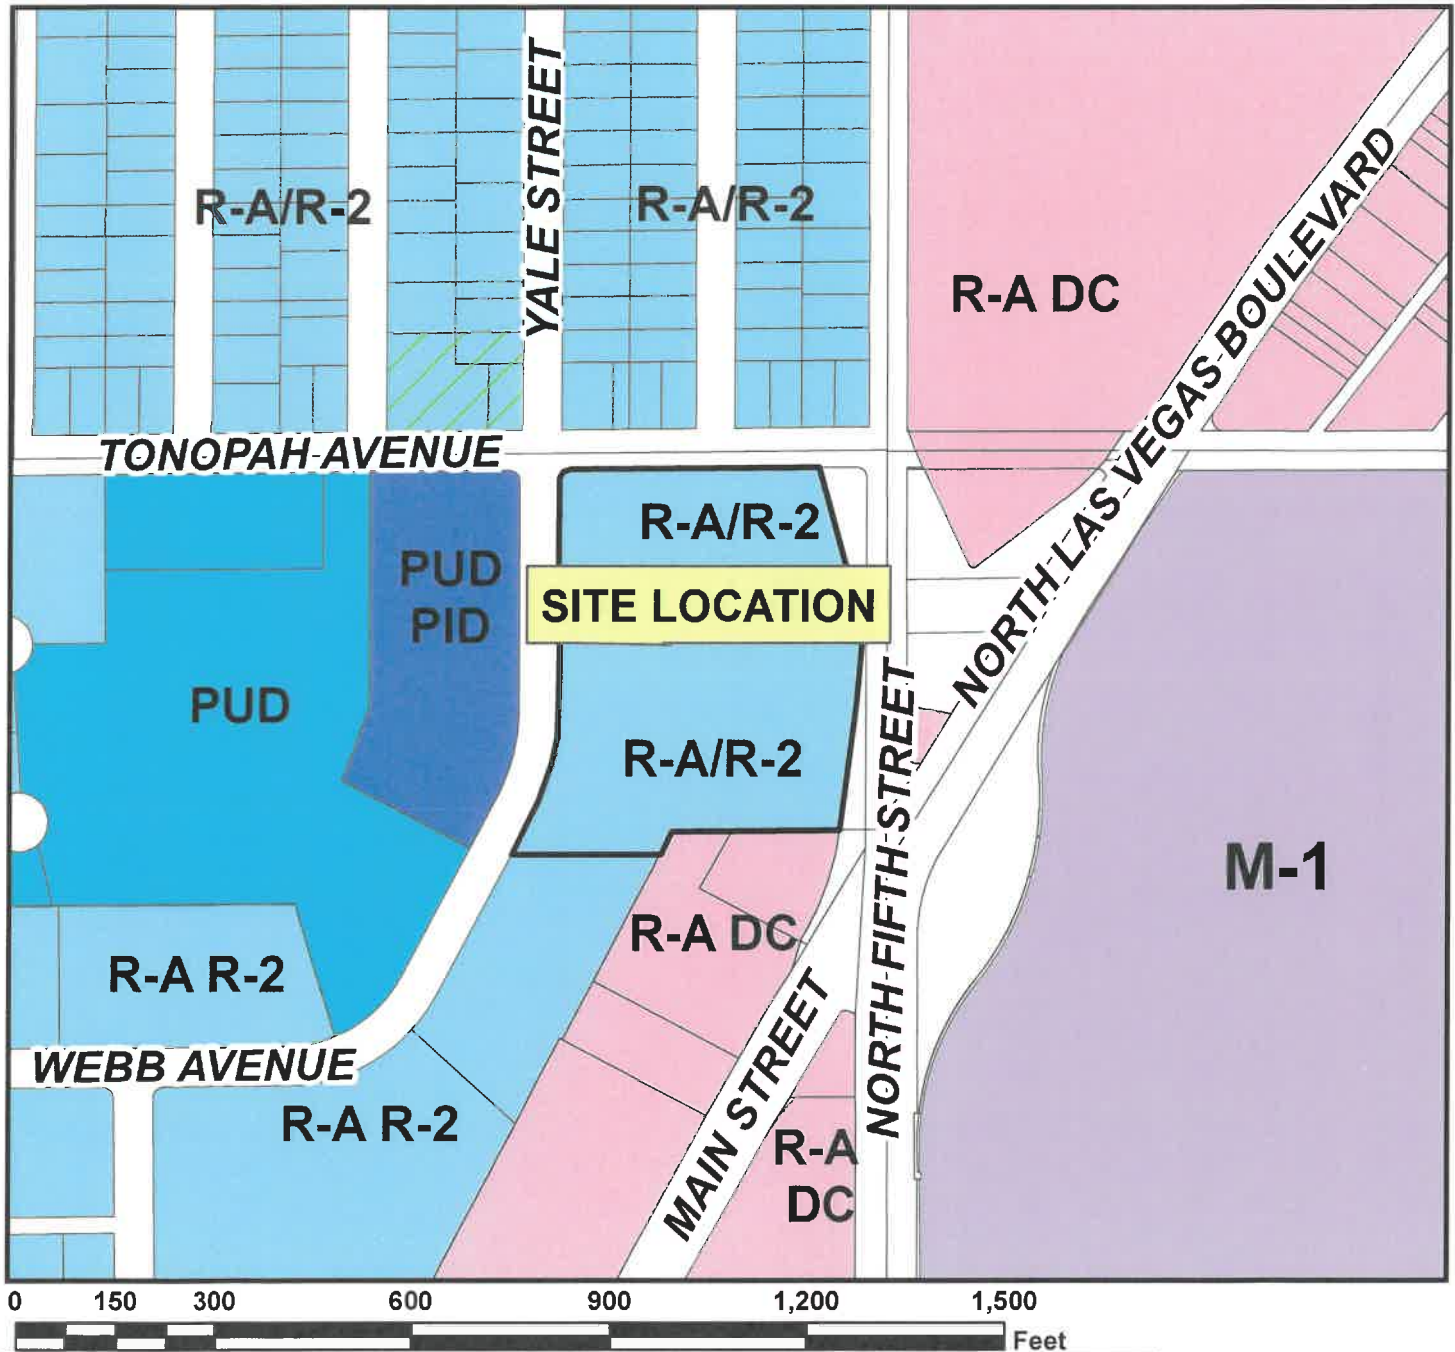 YALE STREET
R-A/R-2
R-A/R-2
R-A DC
NORTH LAS VEGAS BOULEVARD
TONOPAH AVENUE
R-A/R-2
PUD
PID
SITE LOCATION
PUD
R-A/R-2
NORTH FIFTH STREET
M-1
R-A DC
R-A R-2
MAIN STREET
WEBB AVENUE
R-A R-2
R-A
DC
0 150 300 600 900 1,200 1,500
Feet